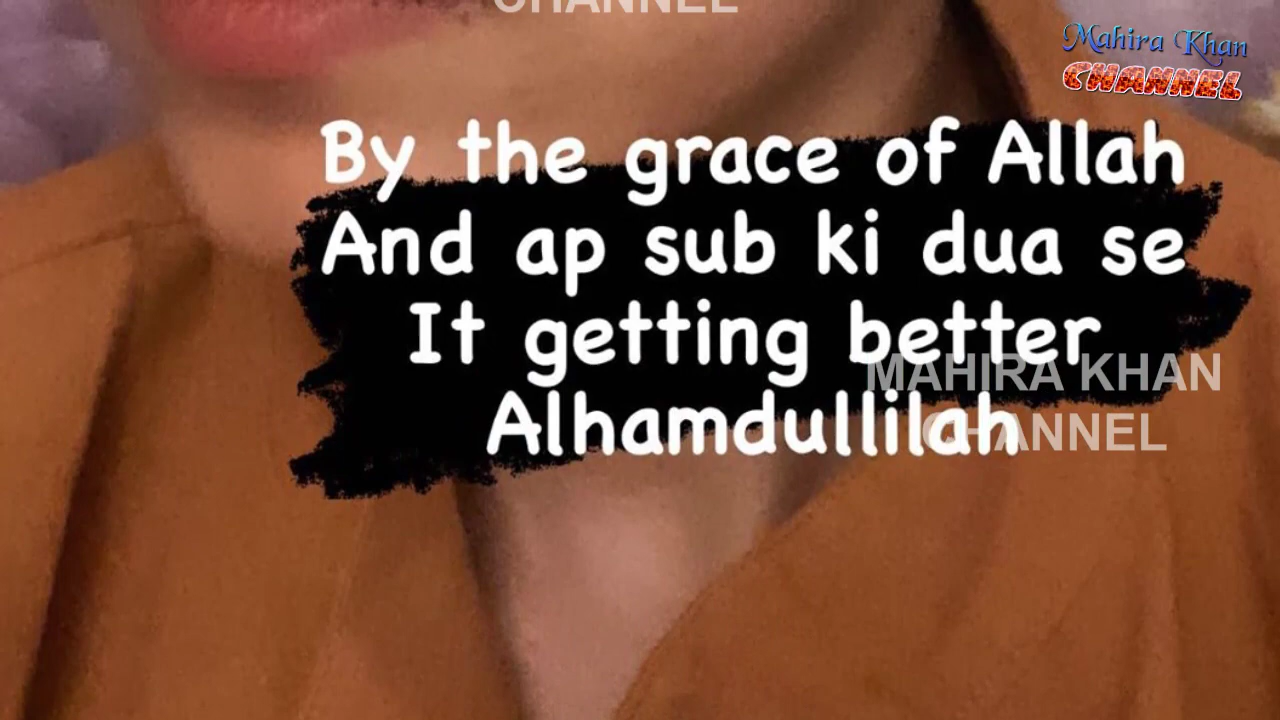 CHANNEL
Mahira Khan
CHANNEL
By the grace of Allah
And ap sub ki dua se
It getting better
Alhamdullilah
MAHIRA KHAN
CHANNEL